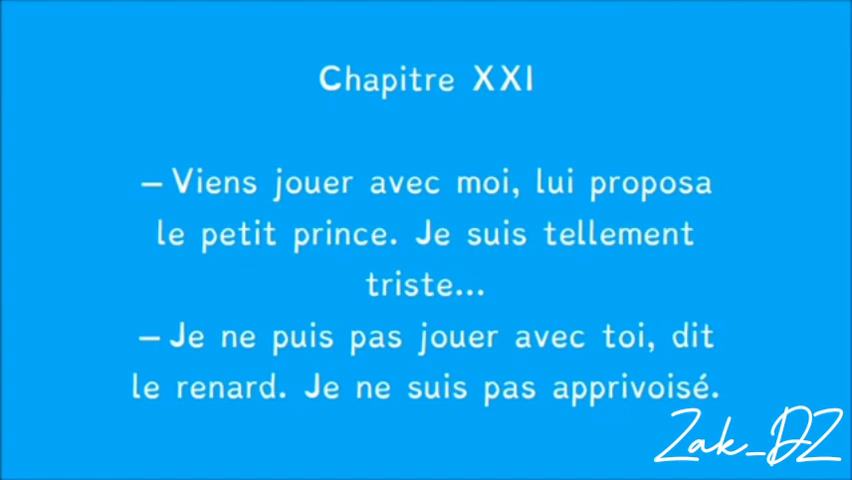 Chapitre XXI
– Viens jouer avec moi, lui proposa
le petit prince. Je suis tellement
triste...
– Je ne puis pas jouer avec toi, dit
le renard. Je ne suis pas apprivoisé.
Zak_DZ